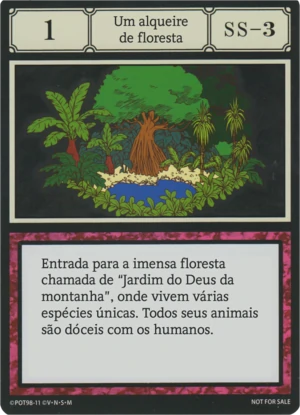 1
Um alqueire
de floresta
SS-3
Entrada para a imensa floresta
chamada de "Jardim do Deus da
montanha", onde vivem várias
espécies únicas. Todos seus animais
são dóceis com os humanos.
©POT98-11 ©V•N•S•M
NOT FOR SALE